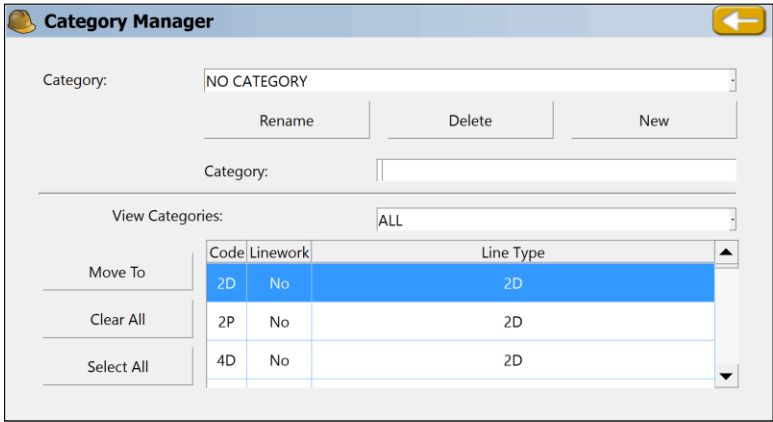 Category Manager
Category: NO CATEGORY
Rename Delete New
Category:
View Categories: ALL
Code Linework Line Type
Move To
2D No 2D
Clear All
2P No 2D
Select All
4D No 2D